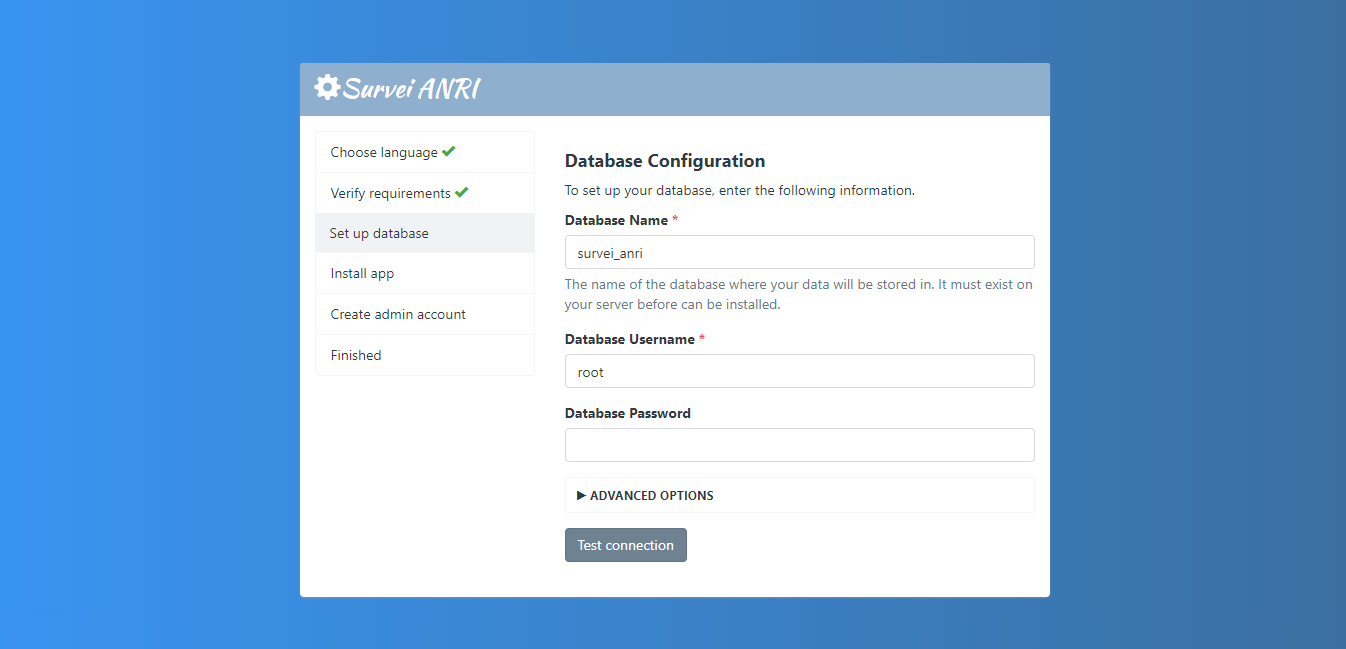 Survei ANRI
Choose language
Verify requirements
Set up database
Install app
Create admin account
Finished
Database Configuration
To set up your database, enter the following information.
Database Name *
survei_anri
The name of the database where your data will be stored in. It must exist on
your server before can be installed.
Database Username *
root
Database Password
ADVANCED OPTIONS
Test connection